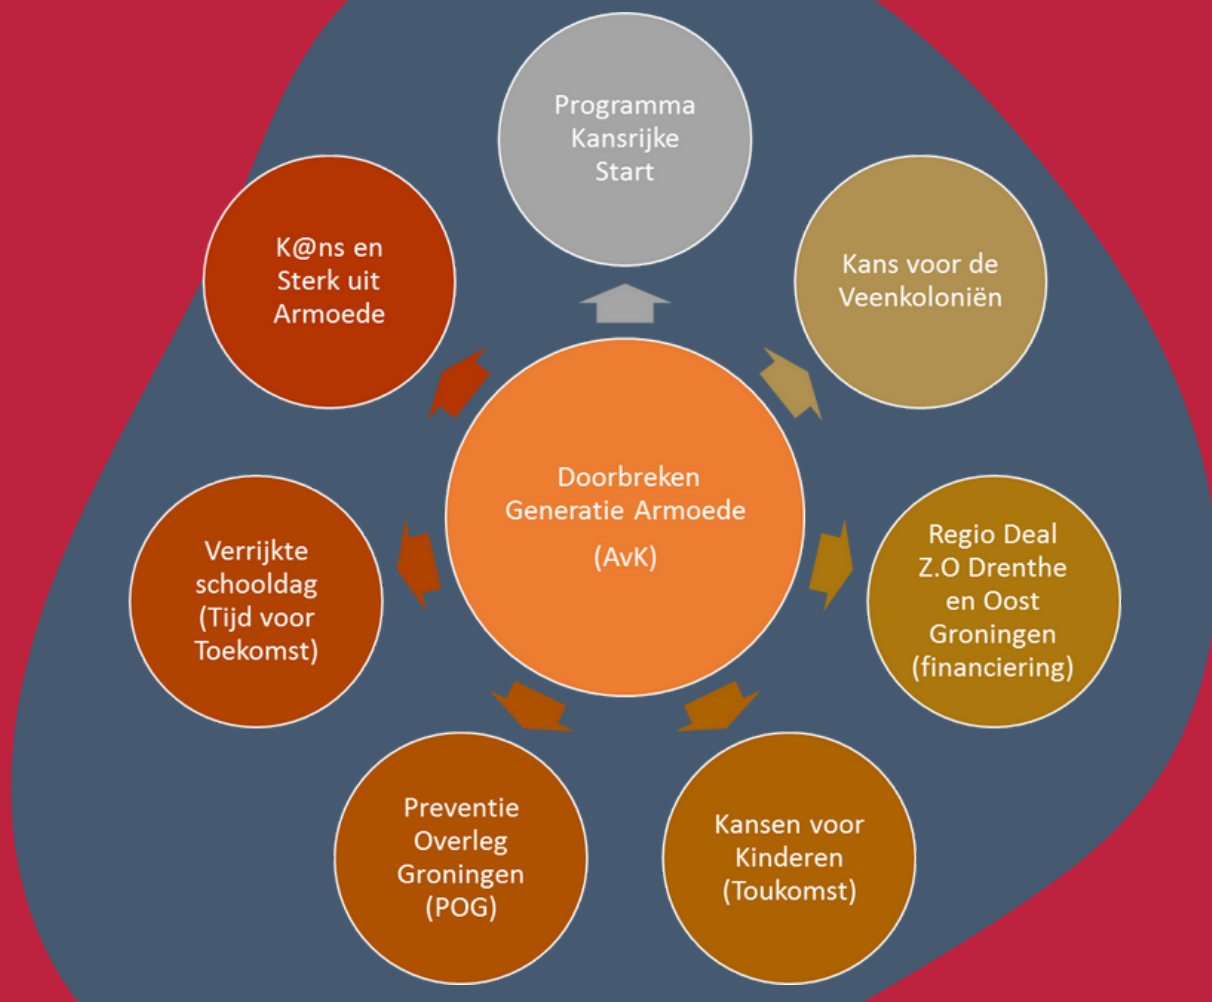 Programma
Kansrijke
Start
Kans voor de
Veenkoloniën
Regio Deal
Z.O Drenthe
en Oost
Groningen
(financiering)
Kansen voor
Kinderen
(Toukomst)
Preventie
Overleg
Groningen
(POG)
Verrijkte
schooldag
(Tijd voor
Toekomst)
K@ns en
Sterk uit
Armoede
Doorbreken
Generatie Armoede
(AvK)